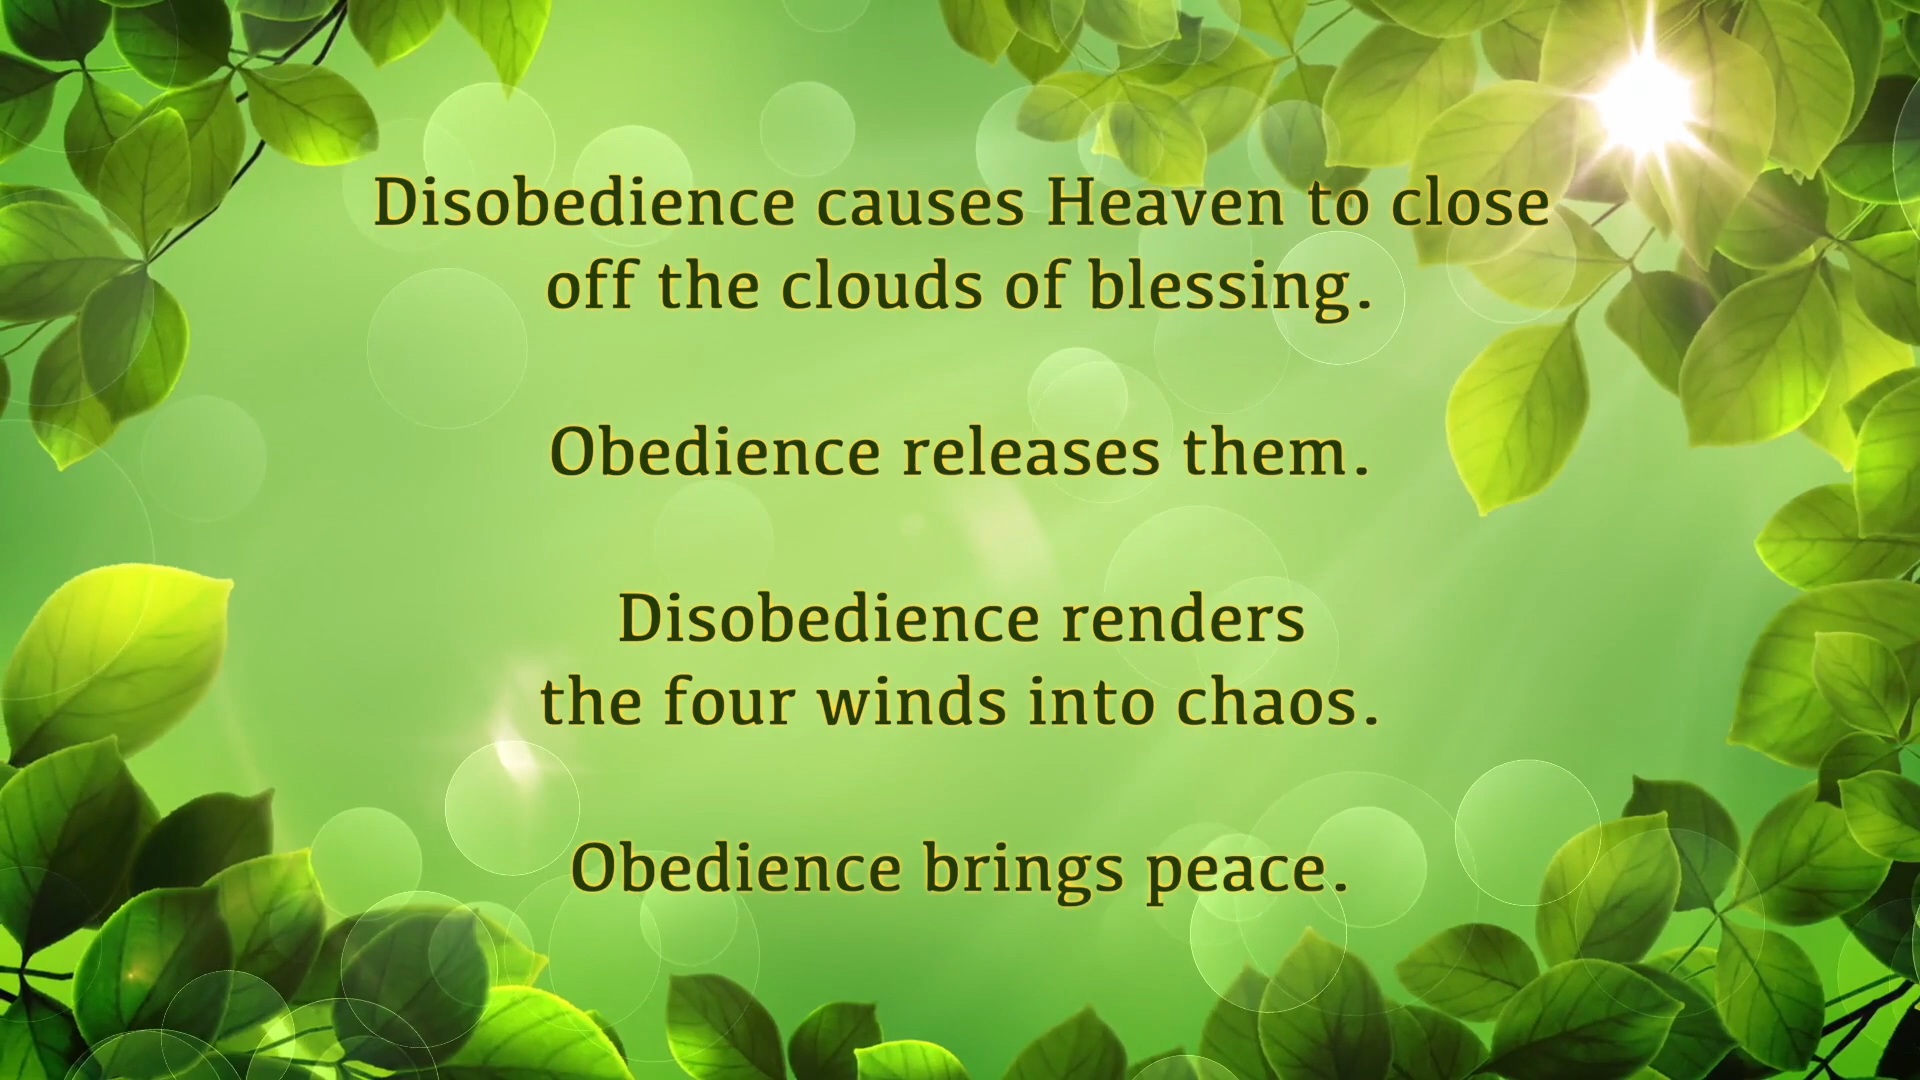 Disobedience causes Heaven to close
off the clouds of blessing.
Obedience releases them.
Disobedience renders
the four winds into chaos.
Obedience brings peace.